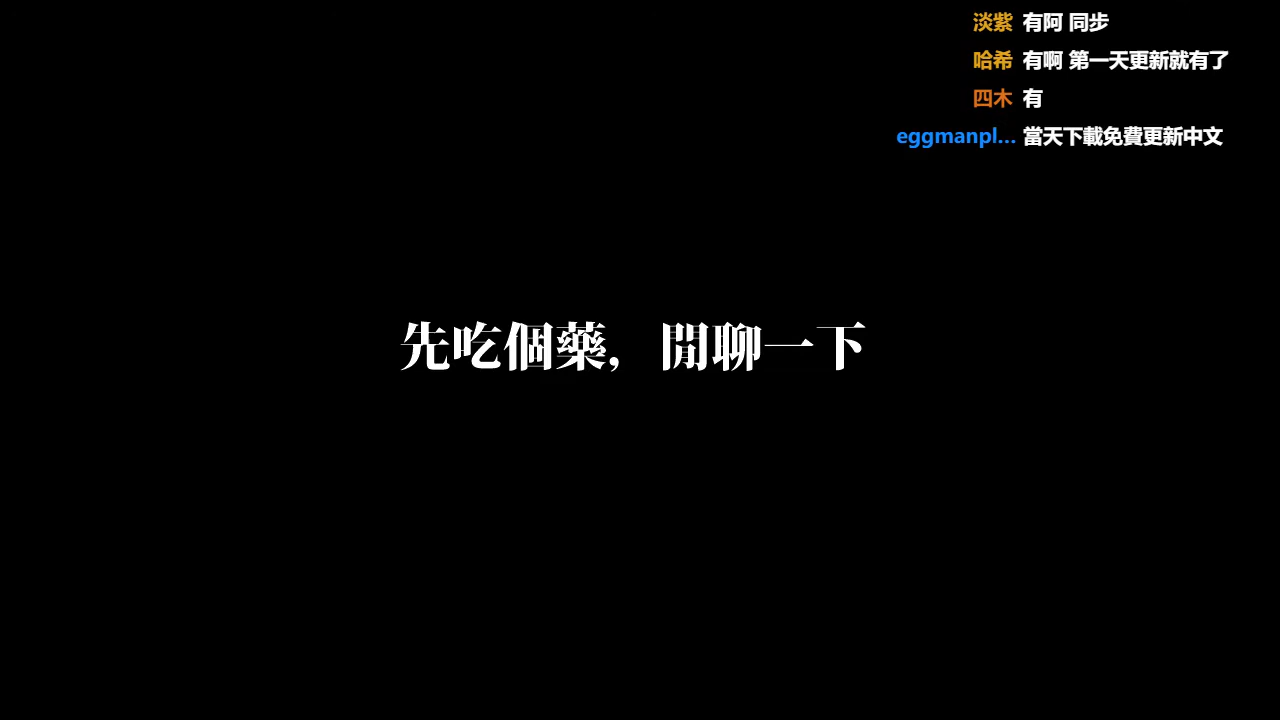 淡紫 有阿 同步
哈希 有啊 第一天更新就有了
四木 有
eggmanpl... 當天下載免費更新中文
先吃個藥，閒聊一下